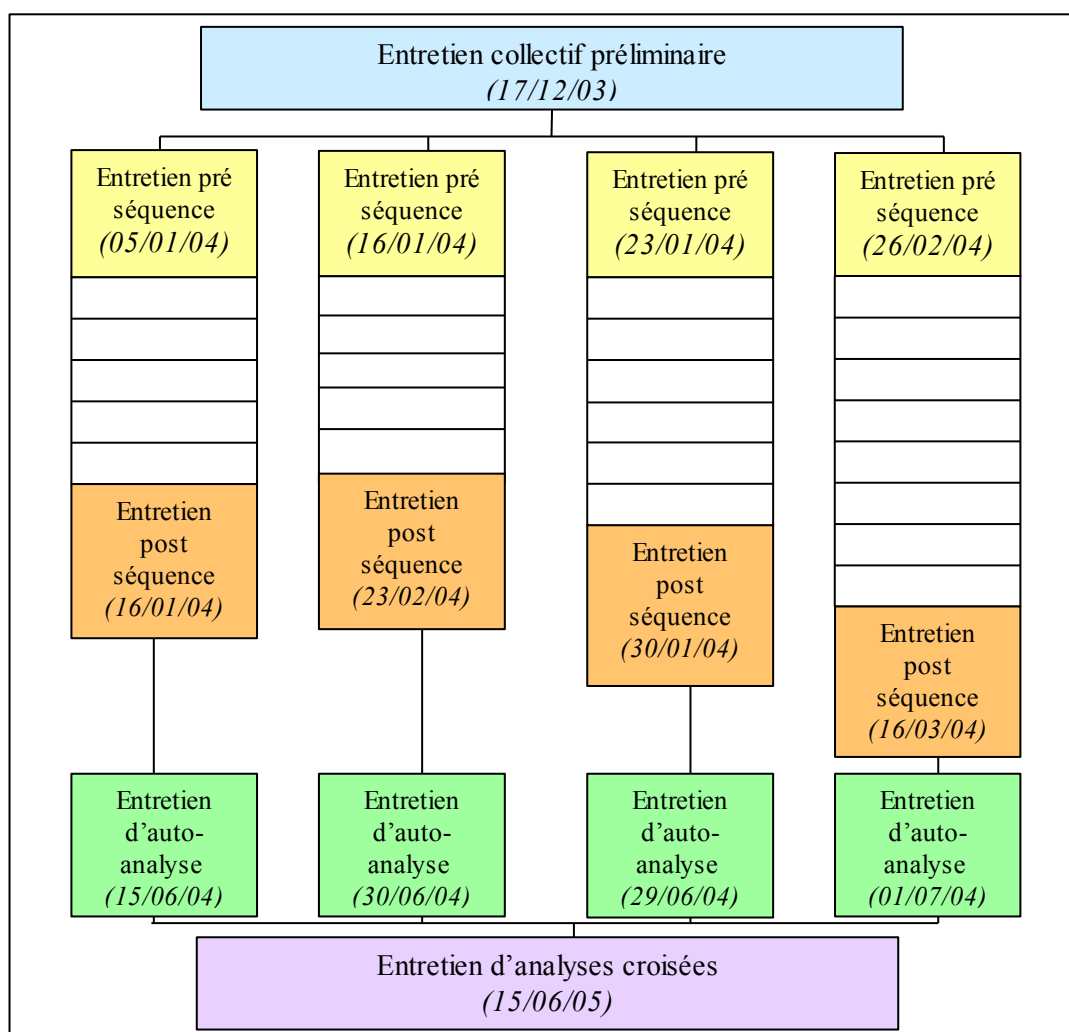 Entretien collectif préliminaire
(17/12/03)
Entretien pré
séquence
(05/01/04)
Entretien pré
séquence
(16/01/04)
Entretien pré
séquence
(23/01/04)
Entretien pré
séquence
(26/02/04)
Entretien
post
séquence
(16/01/04)
Entretien
post
séquence
(23/02/04)
Entretien
post
séquence
(30/01/04)
Entretien
post
séquence
(16/03/04)
Entretien
d'auto-
analyse
(15/06/04)
Entretien
d'auto-
analyse
(30/06/04)
Entretien
d'auto-
analyse
(29/06/04)
Entretien
d'auto-
analyse
(01/07/04)
Entretien d'analyses croisées
(15/06/05)